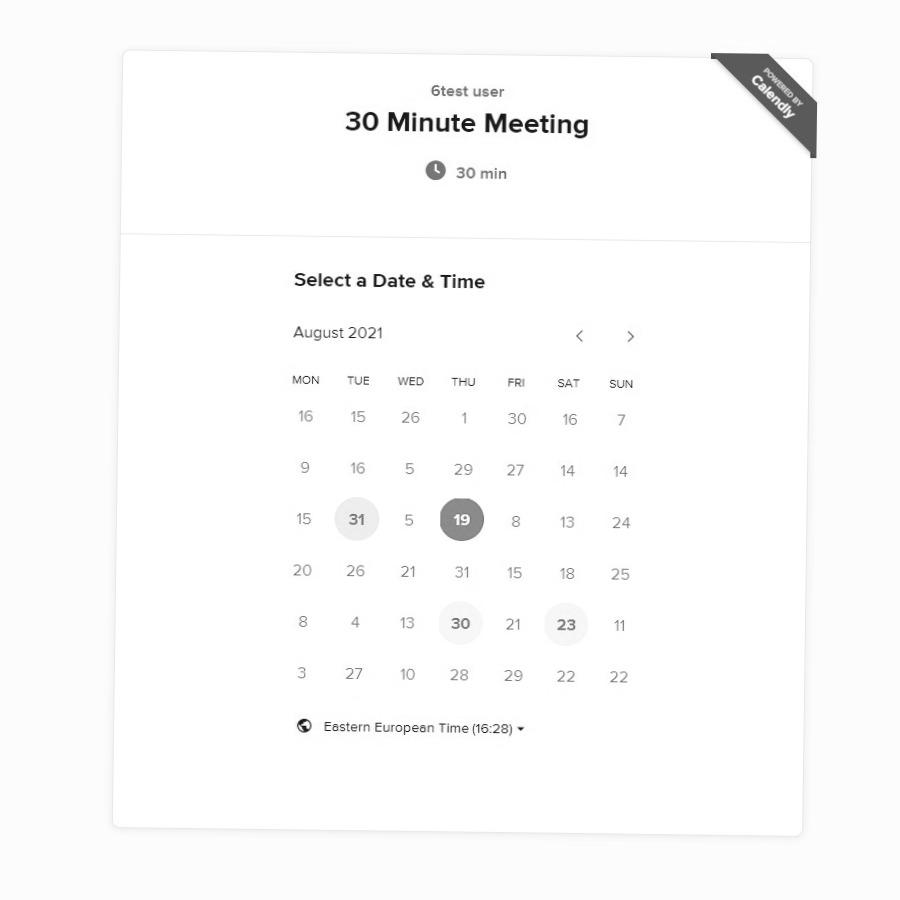 POWERED BY
Calendly
6test user
30 Minute Meeting
30 min
Select a Date & Time
August 2021
MON TUE WED THU FRI SAT SUN
16 15 26 1 30 16 7
9 16 5 29 27 14 14
15 31 5 19 8 13 24
20 26 21 31 15 18 25
8 4 13 30 21 23 11
3 27 10 28 29 22 22
Eastern European Time (16:28)